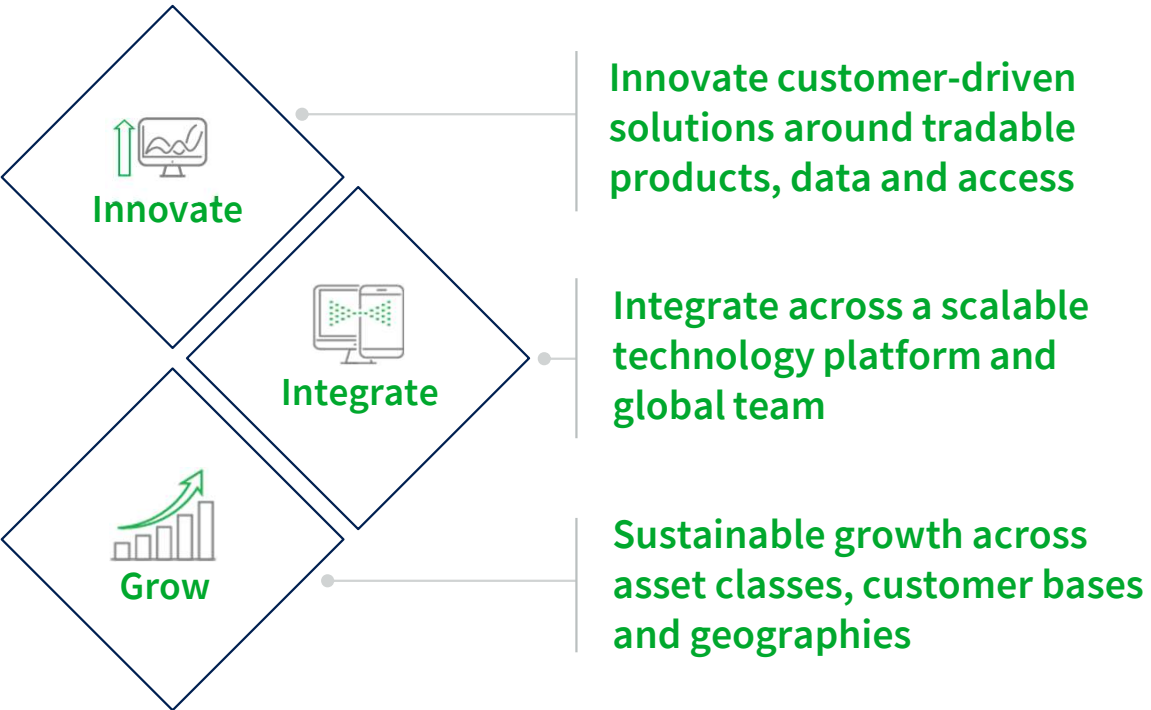 Innovate
Innovate customer-driven
solutions around tradable
products, data and access
Integrate
Integrate across a scalable
technology platform and
global team
Grow
Sustainable growth across
asset classes, customer bases
and geographies